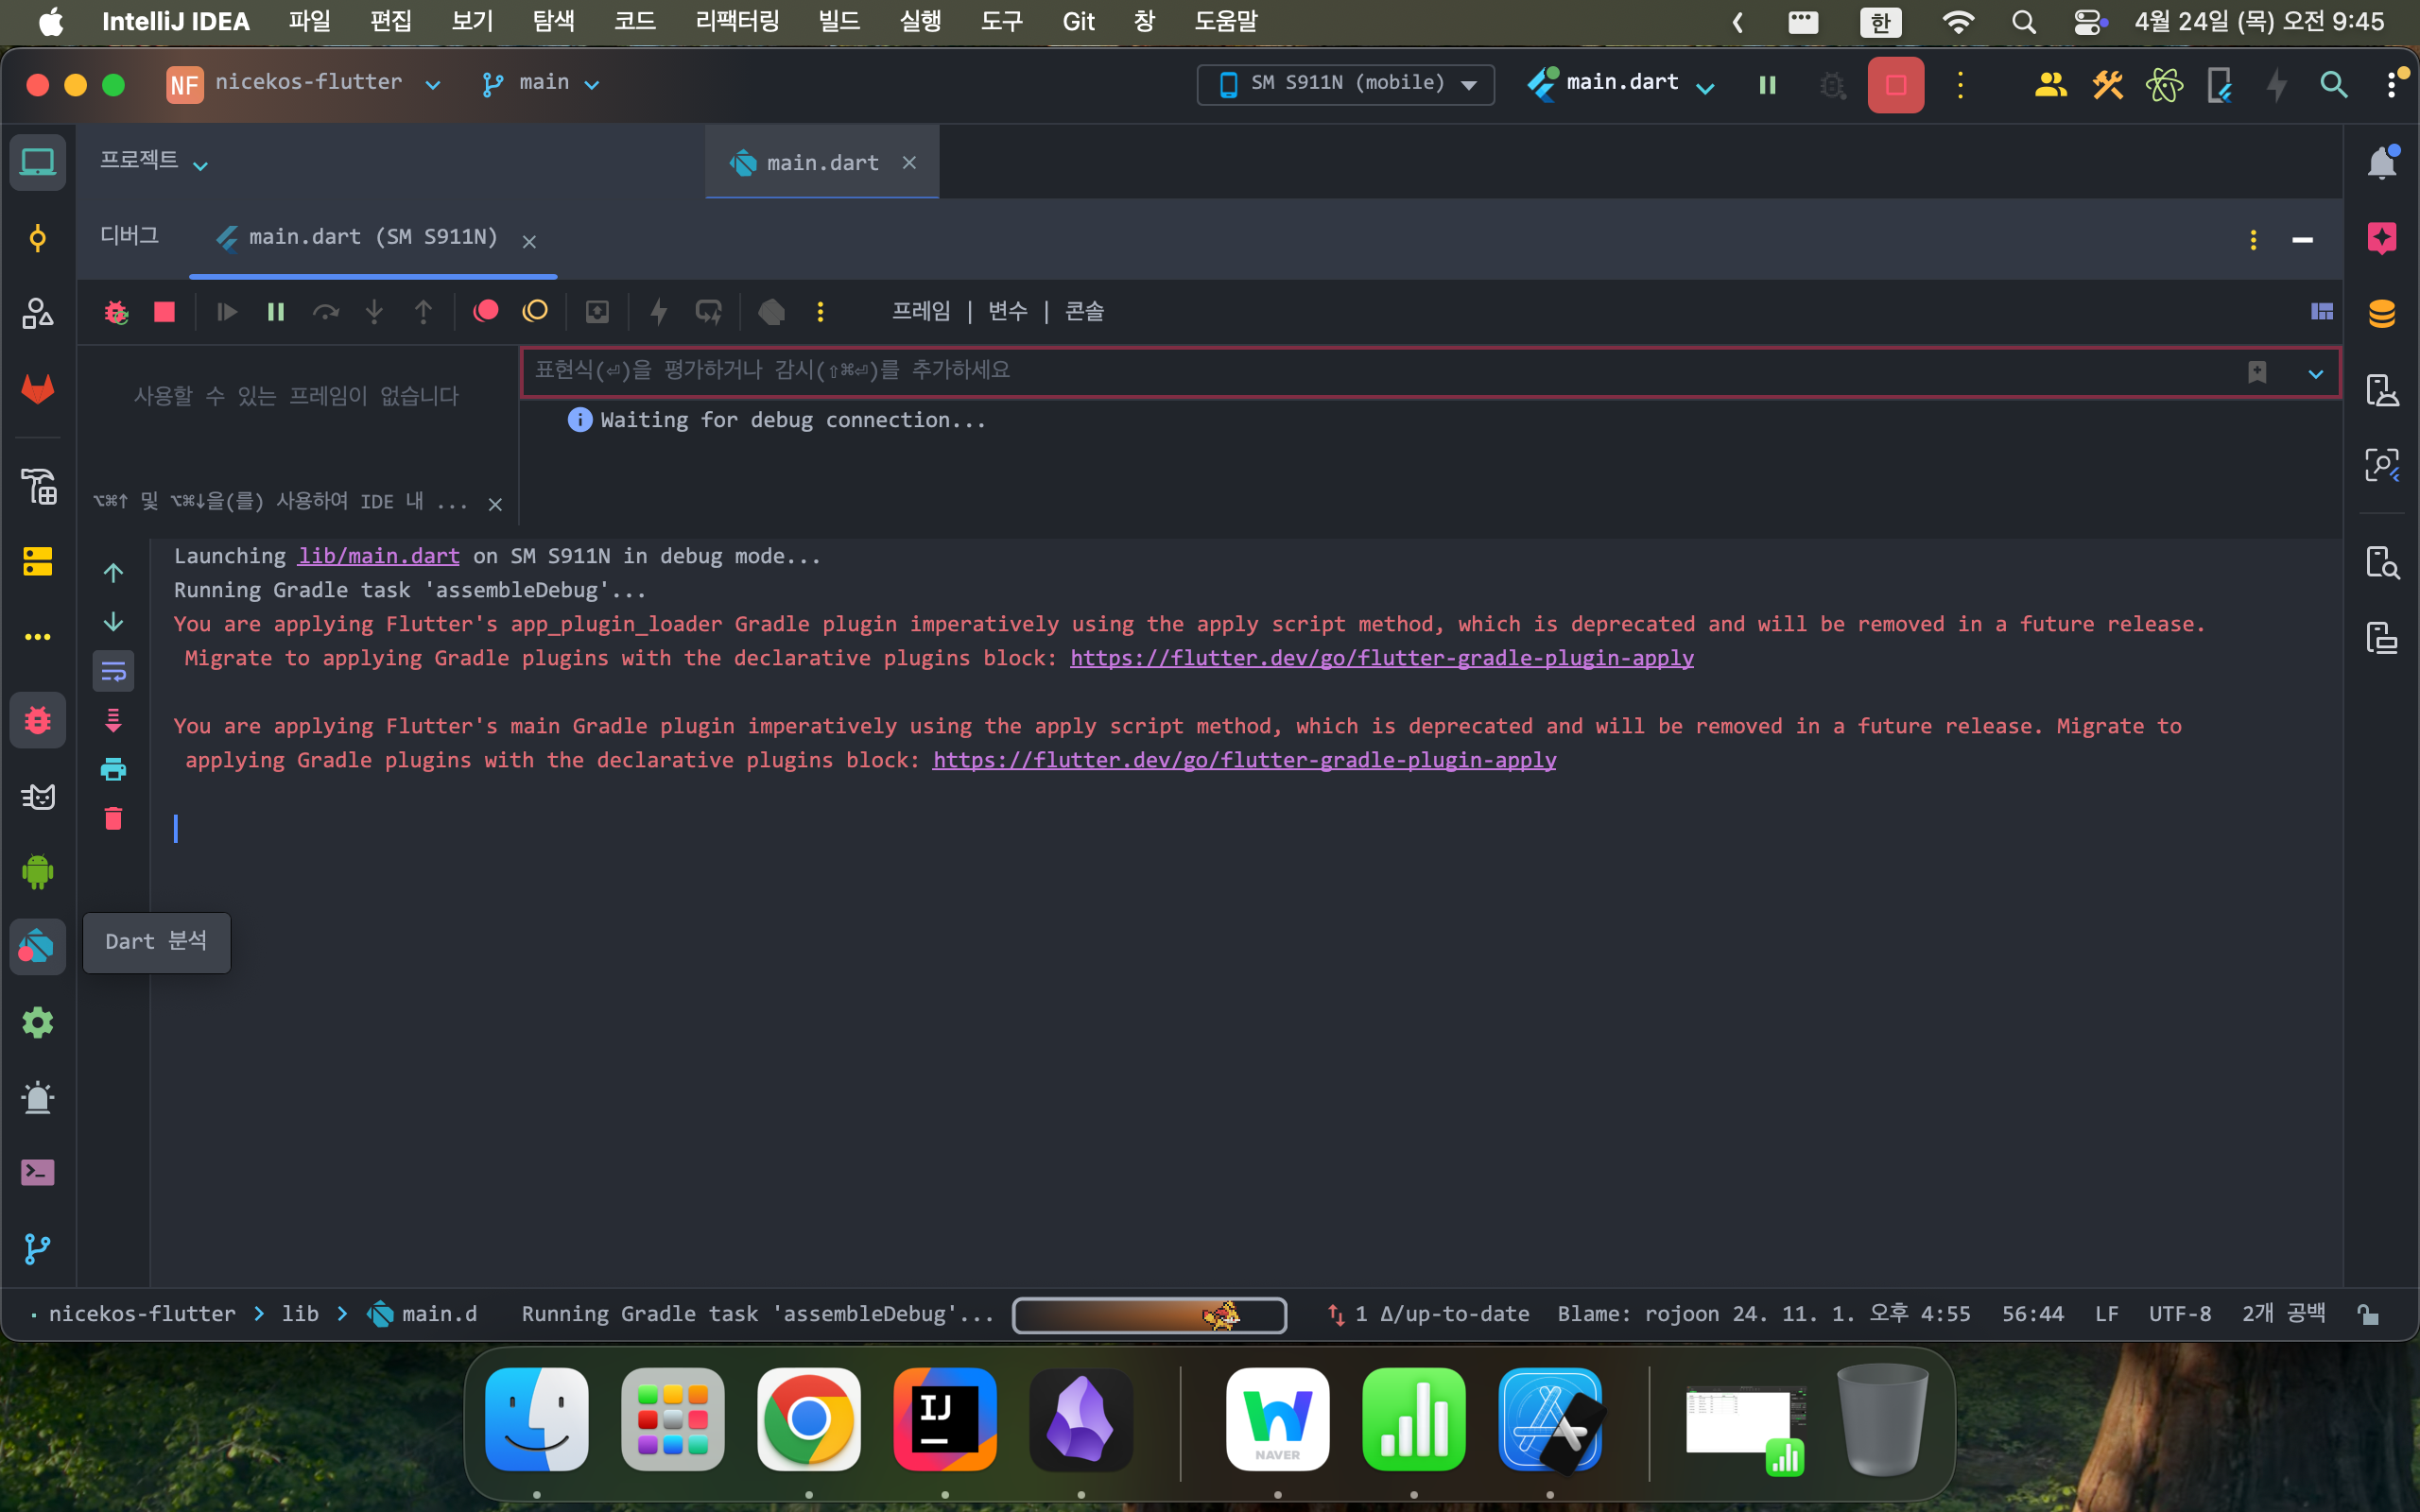 IntelliJ IDEA 파일 편집 보기 탐색 코드 리팩터링 빌드 실행 도구 Git 창 도움말 한 4월 24일 (목) 오전 9:45
NF nicekos-flutter main SM S911N (mobile) main.dart
프로젝트 main.dart
디버그 main.dart (SM S911N)
프레임 | 변수 | 콘솔
표현식(⏎)을 평가하거나 감시(⇧⌘⏎)를 추가하세요
사용할 수 있는 프레임이 없습니다
Waiting for debug connection...
⌥⌘↑ 및 ⌥⌘↓을(를) 사용하여 IDE 내 ...
Launching lib/main.dart on SM S911N in debug mode...
Running Gradle task 'assembleDebug'...
You are applying Flutter's app_plugin_loader Gradle plugin imperatively using the apply script method, which is deprecated and will be removed in a future release.
Migrate to applying Gradle plugins with the declarative plugins block: https://flutter.dev/go/flutter-gradle-plugin-apply
You are applying Flutter's main Gradle plugin imperatively using the apply script method, which is deprecated and will be removed in a future release. Migrate to
applying Gradle plugins with the declarative plugins block: https://flutter.dev/go/flutter-gradle-plugin-apply
Dart 분석
nicekos-flutter > lib > main.d Running Gradle task 'assembleDebug'... 1 Δ/up-to-date Blame: rojoon 24. 11. 1. 오후 4:55 56:44 LF UTF-8 2개 공백
IJ
NAVER